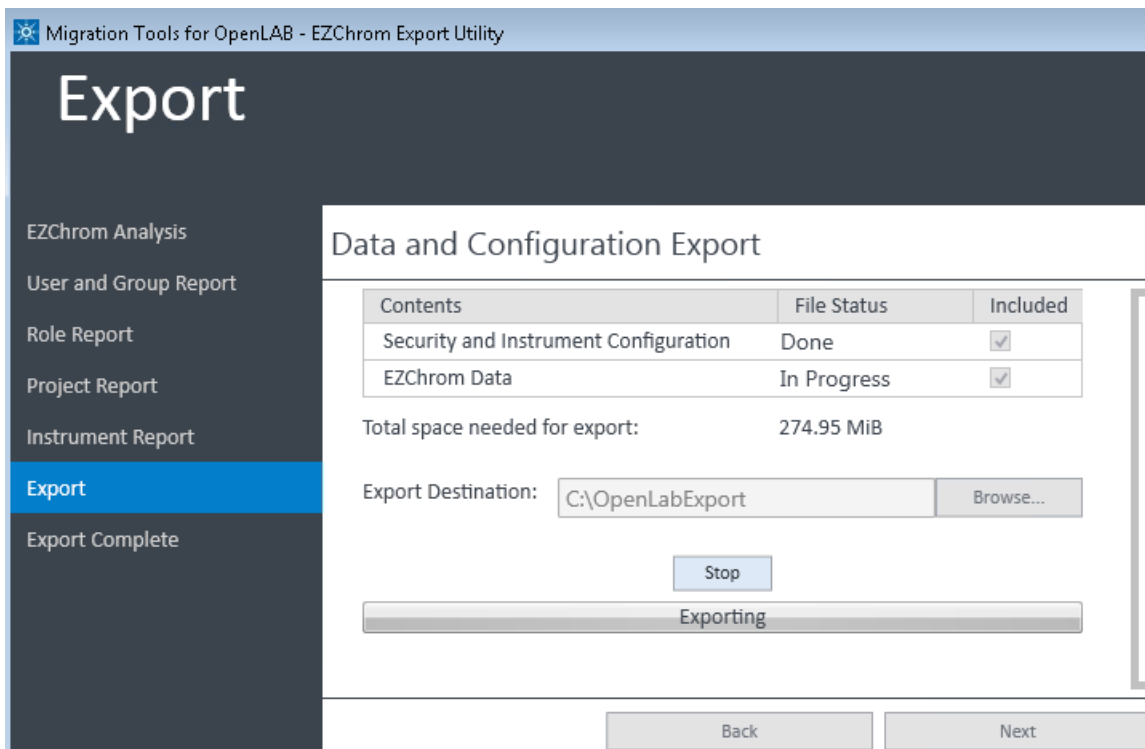 Migration Tools for OpenLAB - EZChrom Export Utility
Export
EZChrom Analysis
User and Group Report
Role Report
Project Report
Instrument Report
Export
Export Complete
Data and Configuration Export
Contents File Status Included
Security and Instrument Configuration Done
EZChrom Data In Progress
Total space needed for export: 274.95 MiB
Export Destination: C:\OpenLabExport Browse...
Stop
Exporting
Back Next